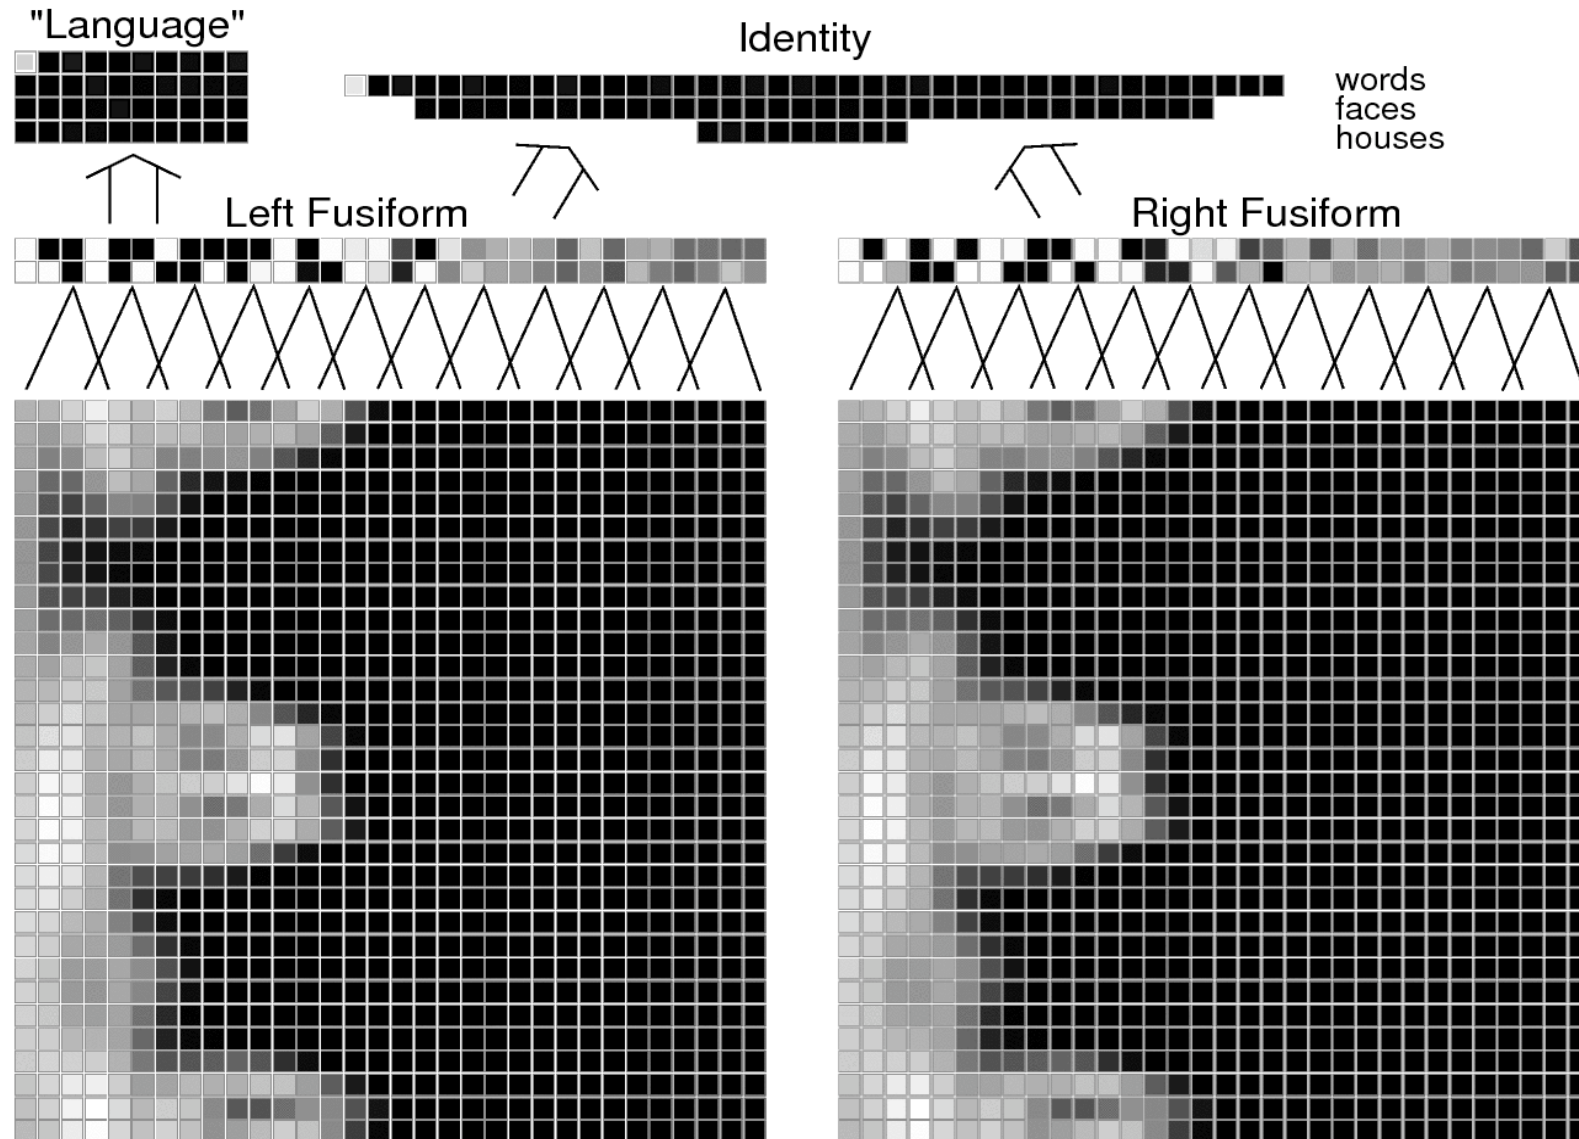 "Language"
Identity
words
faces
houses
Left Fusiform
Right Fusiform